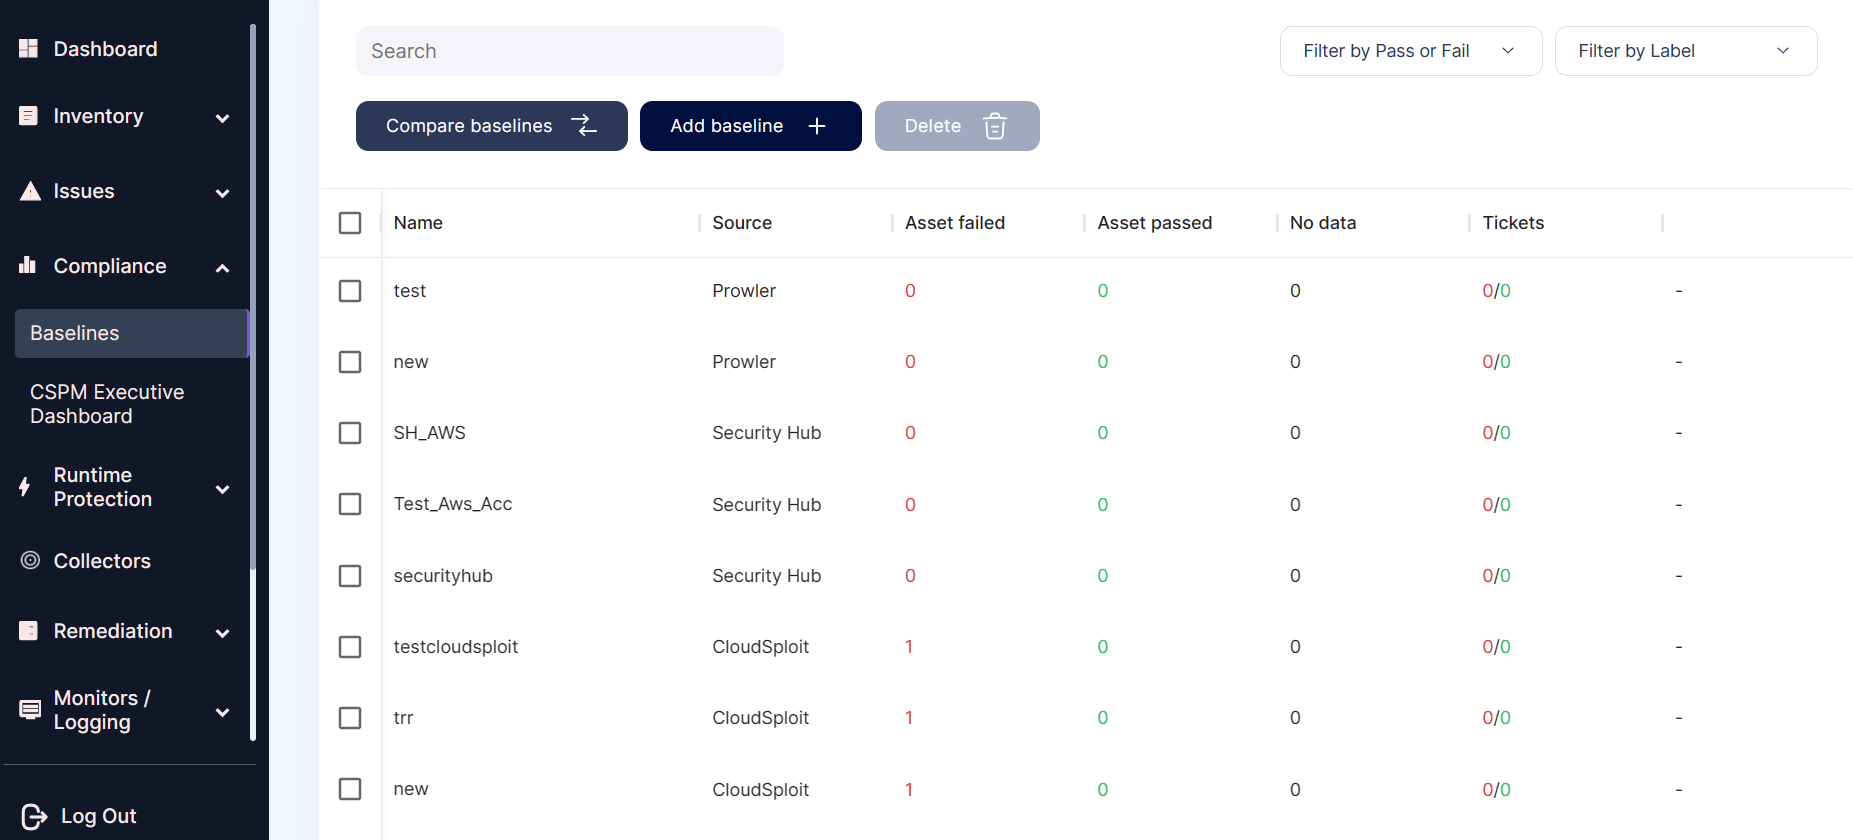 Dashboard
Inventory
Issues
Compliance
Baselines
CSPM Executive
Dashboard
Runtime
Protection
Collectors
Remediation
Monitors /
Logging
Log Out
Search
Filter by Pass or Fail
Filter by Label
Compare baselines
Add baseline
Delete
Name Source Asset failed Asset passed No data Tickets
test Prowler 0 0 0 0/0 -
new Prowler 0 0 0 0/0 -
SH_AWS Security Hub 0 0 0 0/0 -
Test_Aws_Acc Security Hub 0 0 0 0/0 -
securityhub Security Hub 0 0 0 0/0 -
testcloudsploit CloudSploit 1 0 0 0/0 -
trr CloudSploit 1 0 0 0/0 -
new CloudSploit 1 0 0 0/0 -